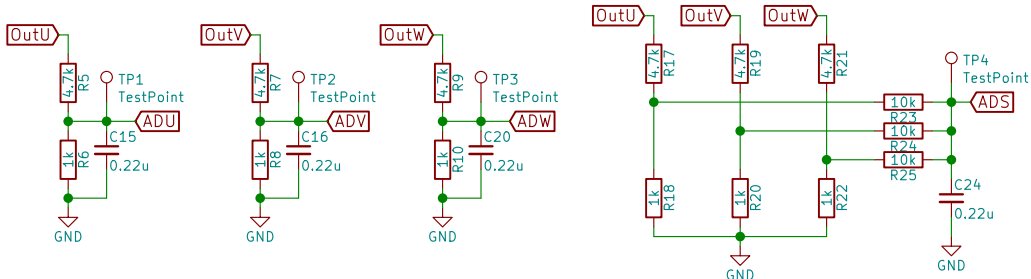 OutU
4.7k
R5
TP1
TestPoint
ADU
C15
0.22u
1k
R6
GND
OutV
4.7k
R7
TP2
TestPoint
ADV
C16
0.22u
1k
R8
GND
OutW
4.7k
R9
TP3
TestPoint
ADW
C20
0.22u
1k
R10
GND
OutU
OutV
OutW
4.7k
R17
4.7k
R19
4.7k
R21
TP4
TestPoint
10k
R23
ADS
10k
R24
10k
R25
1k
R18
1k
R20
1k
R22
C24
0.22u
GND
GND